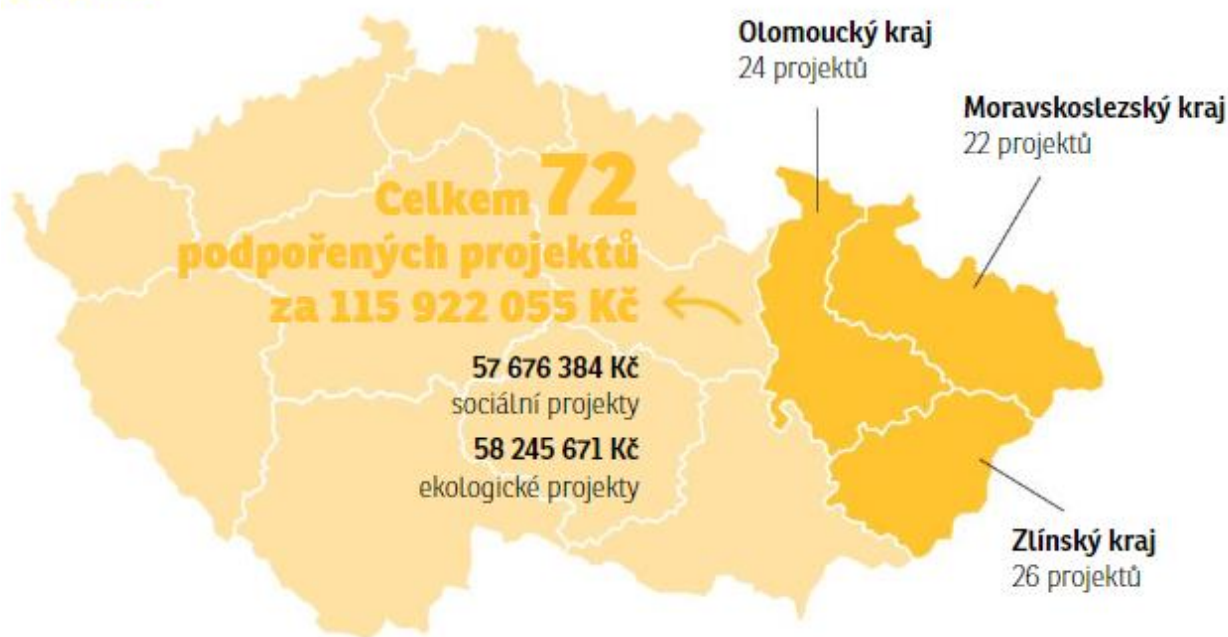 Olomoucký kraj
24 projektů
Moravskoslezský kraj
22 projektů
Celkem 72
podpořených projektů
za 115 922 055 Kč
57 676 384 Kč
sociální projekty
58 245 671 Kč
ekologické projekty
Zlínský kraj
26 projektů